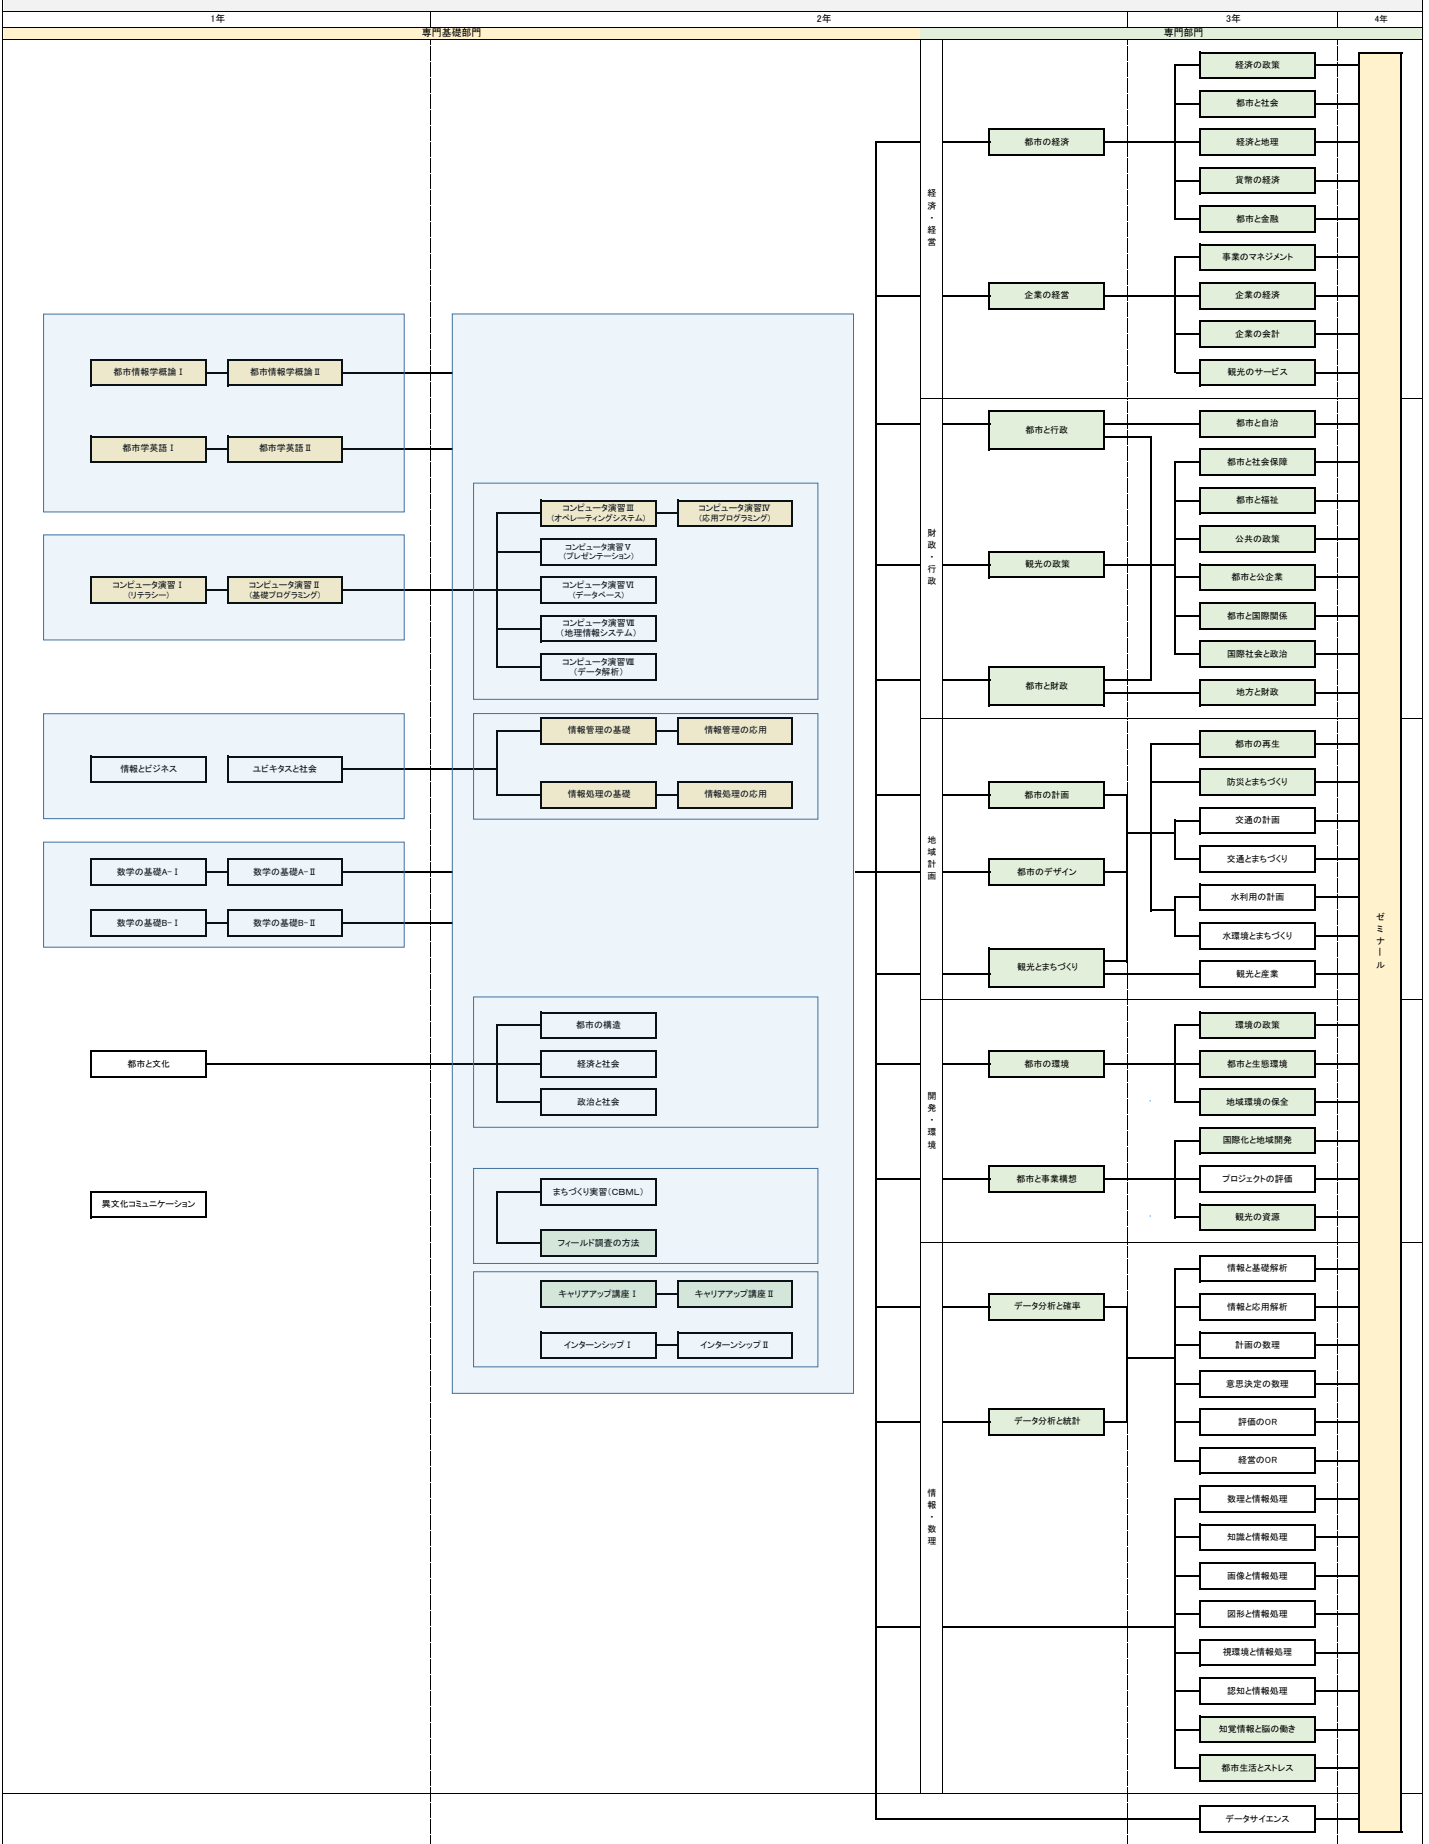 1年
2年
3年
4年
専門基礎部門
専門部門
都市情報学概論Ⅰ
都市情報学概論Ⅱ
都市学英語Ⅰ
都市学英語Ⅱ
コンピュータ演習Ⅰ
(リテラシー)
コンピュータ演習Ⅱ
(基礎プログラミング)
情報とビジネス
ユビキタスと社会
数学の基礎A-Ⅰ
数学の基礎A-Ⅱ
数学の基礎B-Ⅰ
数学の基礎B-Ⅱ
都市と文化
異文化コミュニケーション
コンピュータ演習Ⅲ
(オペレーティングシステム)
コンピュータ演習Ⅳ
(応用プログラミング)
コンピュータ演習Ⅴ
(プレゼンテーション)
コンピュータ演習Ⅵ
(データベース)
コンピュータ演習Ⅶ
(地理情報システム)
コンピュータ演習Ⅷ
(データ解析)
情報管理の基礎
情報管理の応用
情報処理の基礎
情報処理の応用
都市の構造
経済と社会
政治と社会
まちづくり実習(CBML)
フィールド調査の方法
キャリアアップ講座Ⅰ
キャリアアップ講座Ⅱ
インターンシップⅠ
インターンシップⅡ
経済・経営
都市の経済
経済の政策
都市と社会
経済と地理
貨幣の経済
都市と金融
企業の経営
事業のマネジメント
企業の経済
企業の会計
観光のサービス
財政・行政
都市と行政
観光の政策
都市と財政
都市と自治
都市と社会保障
都市と福祉
公共の政策
都市と公企業
都市と国際関係
国際社会と政治
地方と財政
地域計画
都市の計画
都市のデザイン
観光とまちづくり
都市の再生
防災とまちづくり
交通の計画
交通とまちづくり
水利用の計画
水環境とまちづくり
観光と産業
開発・環境
都市の環境
都市と事業構想
環境の政策
都市と生態環境
地域環境の保全
国際化と地域開発
プロジェクトの評価
観光の資源
情報・数理
データ分析と確率
データ分析と統計
情報と基礎解析
情報と応用解析
計画の数理
意思決定の数理
評価のOR
経営のOR
数理と情報処理
知識と情報処理
画像と情報処理
図形と情報処理
視環境と情報処理
認知と情報処理
知覚情報と脳の働き
都市生活とストレス
データサイエンス
ゼミナール